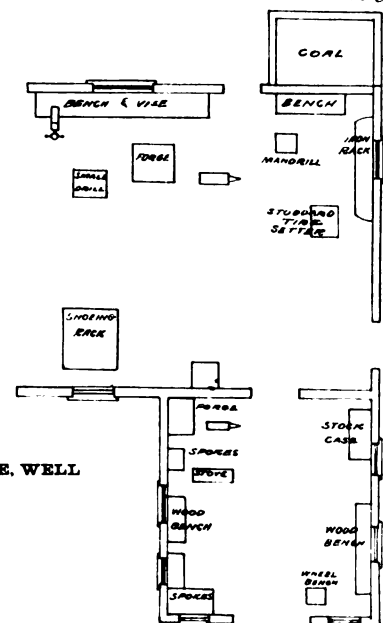 COAL
BENCH & VISE
BENCH
IRON
RACK
FORGE
MANDRILL
SMALL
DRILL
STUDDARD
TIRE
SETTER
SHOEING
RACK
FORGE
STOCK
CASE
SPOKES
STOVE
E, WELL
WOOD
BENCH
WOOD
BENCH
WHEEL
BENCH
SPOKES